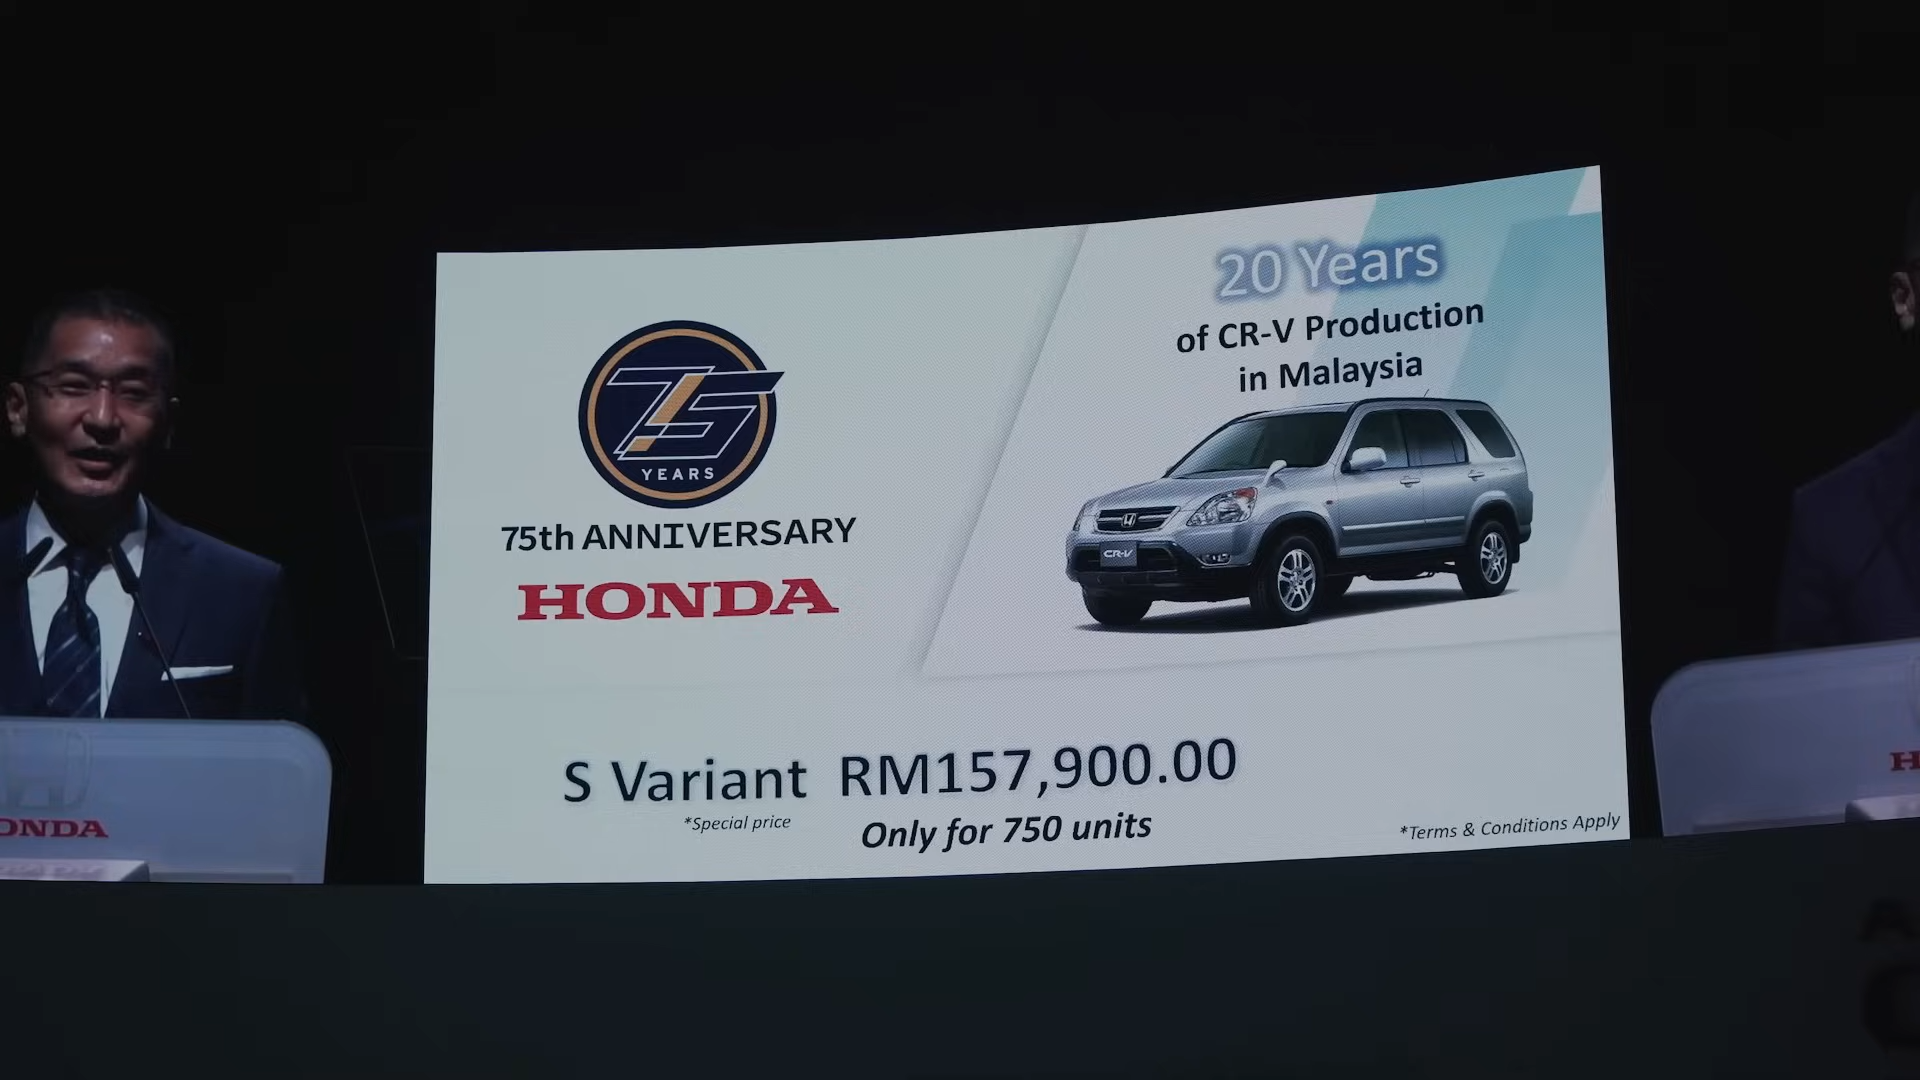 75
YEARS
75th ANNIVERSARY
HONDA
20 Years
of CR-V Production
in Malaysia
CR-V
S Variant RM157,900.00
*Special price
Only for 750 units
*Terms & Conditions Apply
ONDA
H